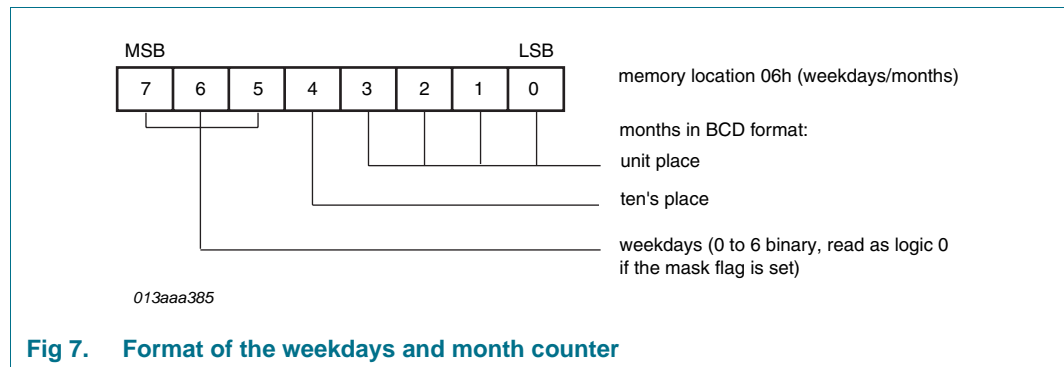 MSB LSB
7 6 5 4 3 2 1 0
memory location 06h (weekdays/months)
months in BCD format:
unit place
ten's place
weekdays (0 to 6 binary, read as logic 0
if the mask flag is set)
013aaa385
Fig 7. Format of the weekdays and month counter